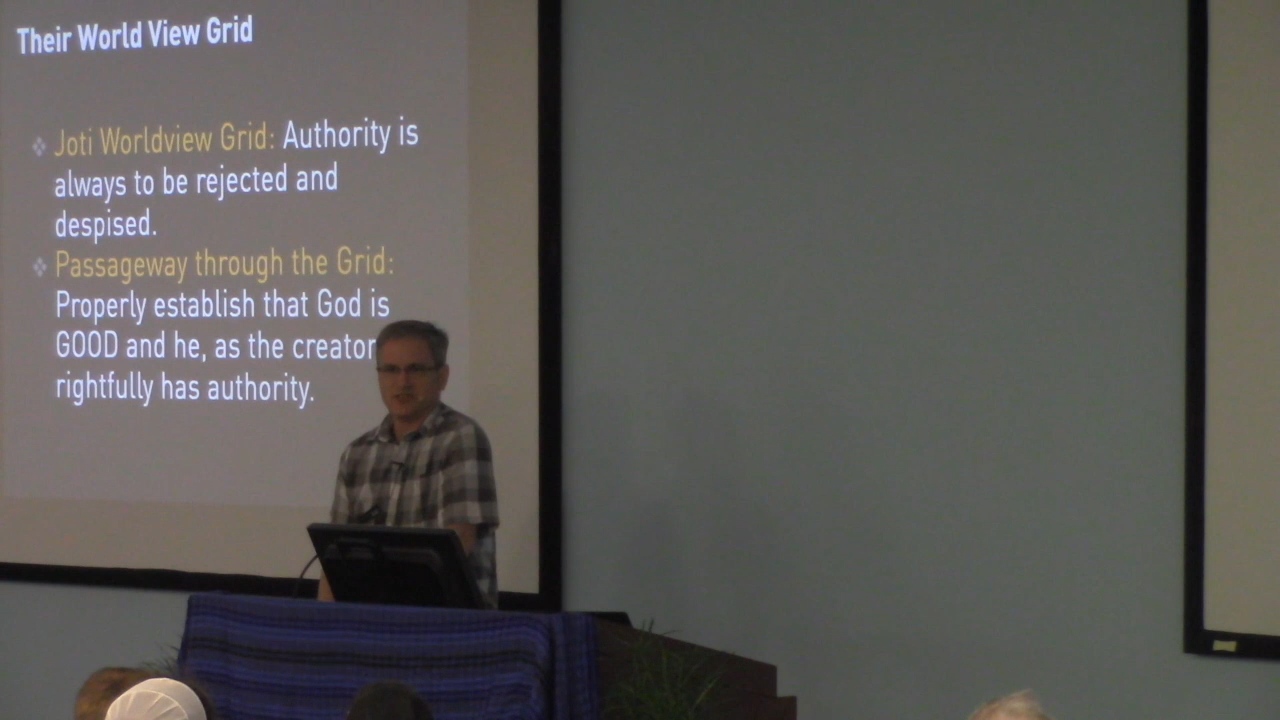 Their World View Grid
Joti Worldview Grid: Authority is
always to be rejected and
despised.
Passageway through the Grid:
Properly establish that God is
GOOD and he, as the creator
rightfully has authority.